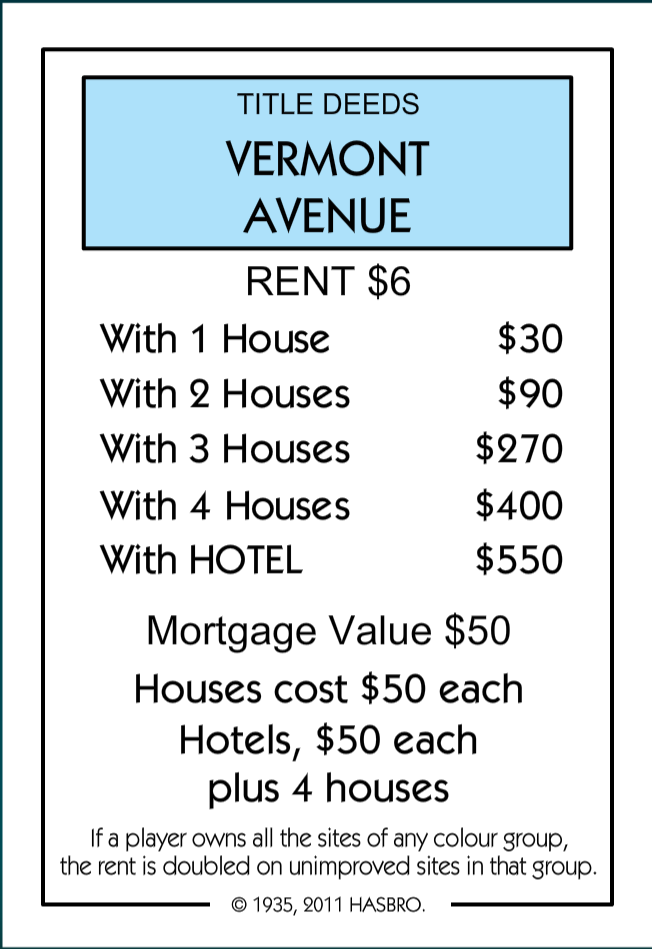 TITLE DEEDS
VERMONT
AVENUE
RENT $6
With 1 House $30
With 2 Houses $90
With 3 Houses $270
With 4 Houses $400
With HOTEL $550
Mortgage Value $50
Houses cost $50 each
Hotels, $50 each
plus 4 houses
If a player owns all the sites of any colour group,
the rent is doubled on unimproved sites in that group.
© 1935, 2011 HASBRO.